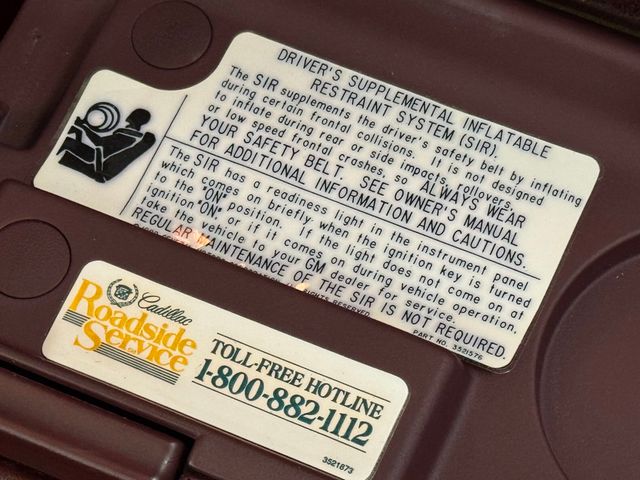 DRIVER'S SUPPLEMENTAL INFLATABLE
RESTRAINT SYSTEM (SIR).
The SIR supplements the driver's safety belt by inflating
during certain frontal collisions. It is not designed
to inflate during rear or side impacts, rollovers,
or low speed frontal crashes, so ALWAYS WEAR
YOUR SAFETY BELT. SEE OWNER'S MANUAL
FOR ADDITIONAL INFORMATION AND CAUTIONS.
The SIR has a readiness light in the instrument panel
which comes on briefly when the ignition key is turned
to the "ON" position. If the light does not come on at
ignition "ON" or if it comes on during vehicle operation,
take the vehicle to your GM dealer for service.
REGULAR MAINTENANCE OF THE SIR IS NOT REQUIRED.
RIGHTS RESERVED
PART NO. 3521576
Cadillac
Roadside
Service
TOLL-FREE HOTLINE
1-800-882-1112
3521673